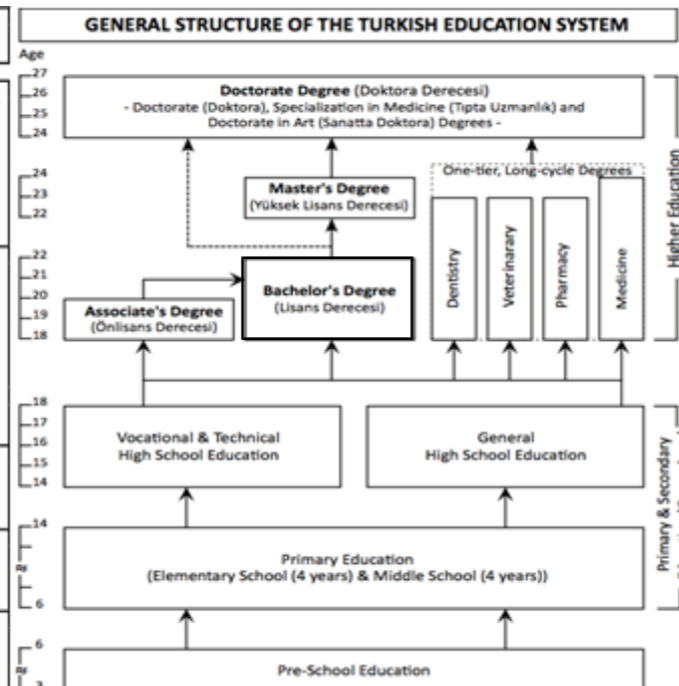 GENERAL STRUCTURE OF THE TURKISH EDUCATION SYSTEM
Age
27
26
25
24
Doctorate Degree (Doktora Derecesi)
- Doctorate (Doktora), Specialization in Medicine (Tıpta Uzmanlık) and
Doctorate in Art (Sanatta Doktora) Degrees -
24
23
22
Master's Degree
(Yüksek Lisans Derecesi)
One-tier, Long-cycle Degrees
Higher Education
22
21
20
19
18
Associate's Degree
(Önlisans Derecesi)
Bachelor's Degree
(Lisans Derecesi)
Dentistry
Veterinarary
Pharmacy
Medicine
18
17
16
15
14
Vocational & Technical
High School Education
General
High School Education
Primary & Secondary
14
≈
6
Primary Education
(Elementary School (4 years) & Middle School (4 years))
6
≈
3
Pre-School Education